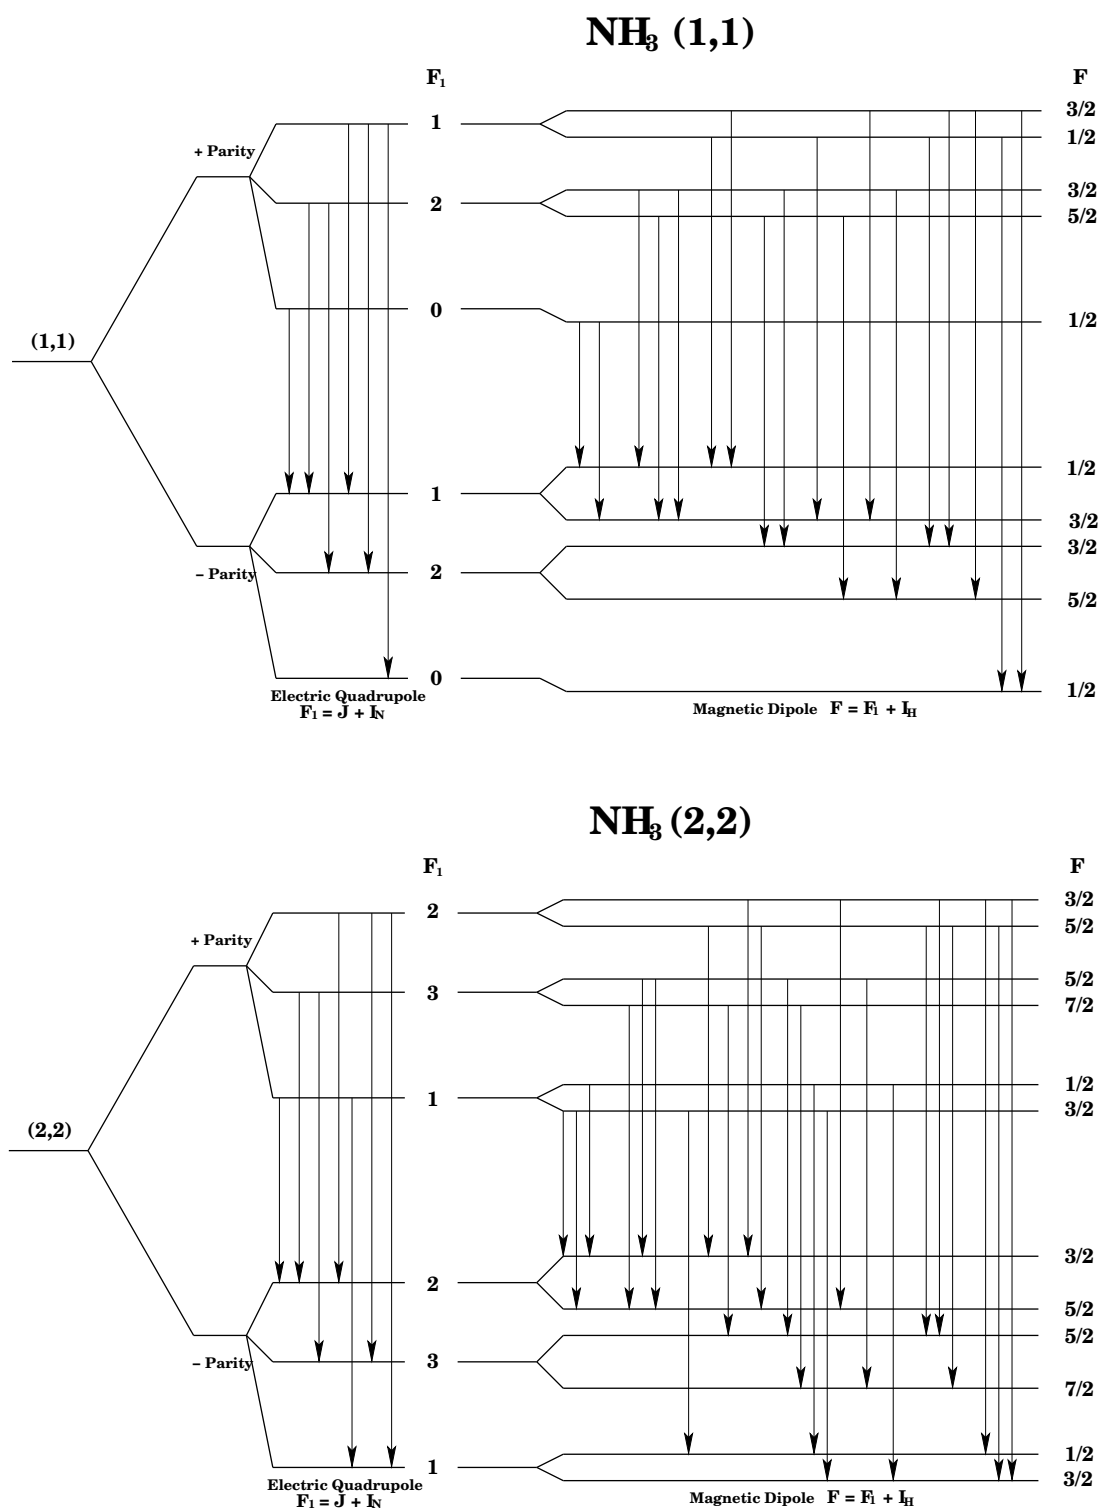 NH₃ (1,1)
F₁ F
3/2
1 1/2
+ Parity
3/2
2 5/2
0 1/2
(1,1)
1/2
1
3/2
3/2
– Parity 2
5/2
0 1/2
Electric Quadrupole
F₁ = J + I_N
Magnetic Dipole F = F₁ + I_H
NH₃ (2,2)
F₁ F
3/2
2 5/2
+ Parity
5/2
3 7/2
1/2
1 3/2
(2,2)
3/2
2
5/2
5/2
– Parity 3
7/2
1/2
1 3/2
Electric Quadrupole
F₁ = J + I_N
Magnetic Dipole F = F₁ + I_H